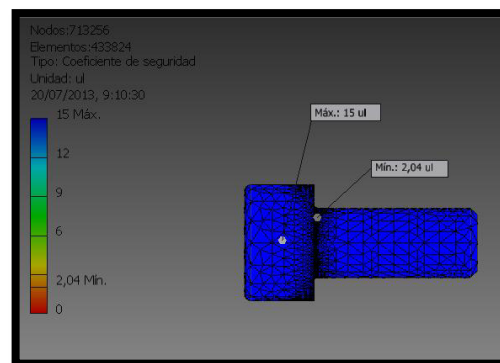 Nodos:713256
Elementos:433824
Tipo: Coeficiente de seguridad
Unidad: ul
20/07/2013, 9:10:30
15 Máx.
12
9
6
2,04 Mín.
0
Máx.: 15 ul
Mín.: 2,04 ul